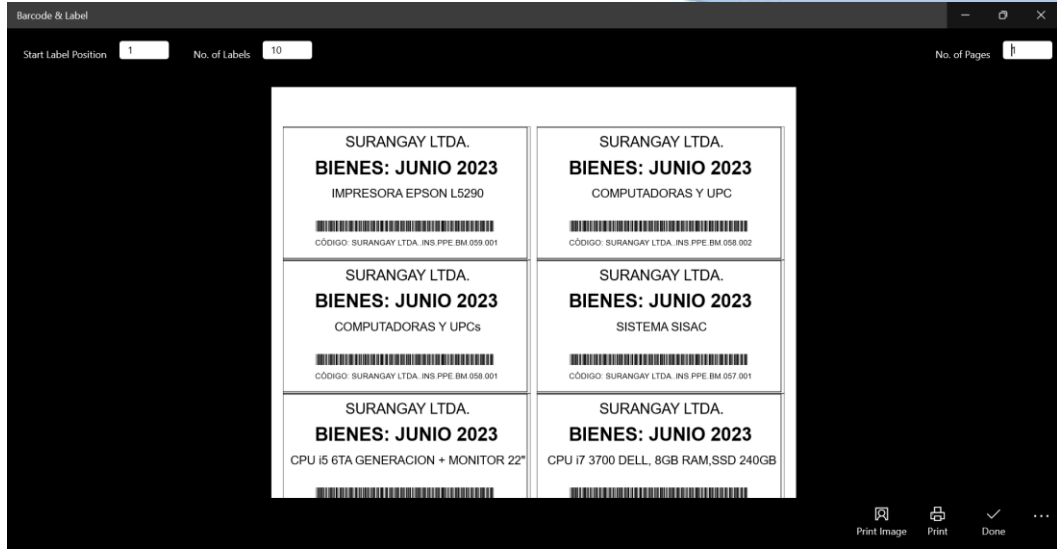 Barcode & Label
Start Label Position 1 No. of Labels 10 No. of Pages 1
SURANGAY LTDA.
BIENES: JUNIO 2023
IMPRESORA EPSON L5290
CÓDIGO: SURANGAY LTDA..INS.PPE.BM.059.001
SURANGAY LTDA.
BIENES: JUNIO 2023
COMPUTADORAS Y UPC
CÓDIGO: SURANGAY LTDA..INS.PPE.BM.058.002
SURANGAY LTDA.
BIENES: JUNIO 2023
COMPUTADORAS Y UPCs
CÓDIGO: SURANGAY LTDA..INS.PPE.BM.058.001
SURANGAY LTDA.
BIENES: JUNIO 2023
SISTEMA SISAC
CÓDIGO: SURANGAY LTDA..INS.PPE.BM.057.001
SURANGAY LTDA.
BIENES: JUNIO 2023
CPU i5 6TA GENERACION + MONITOR 22"
SURANGAY LTDA.
BIENES: JUNIO 2023
CPU i7 3700 DELL, 8GB RAM,SSD 240GB
Print Image Print Done